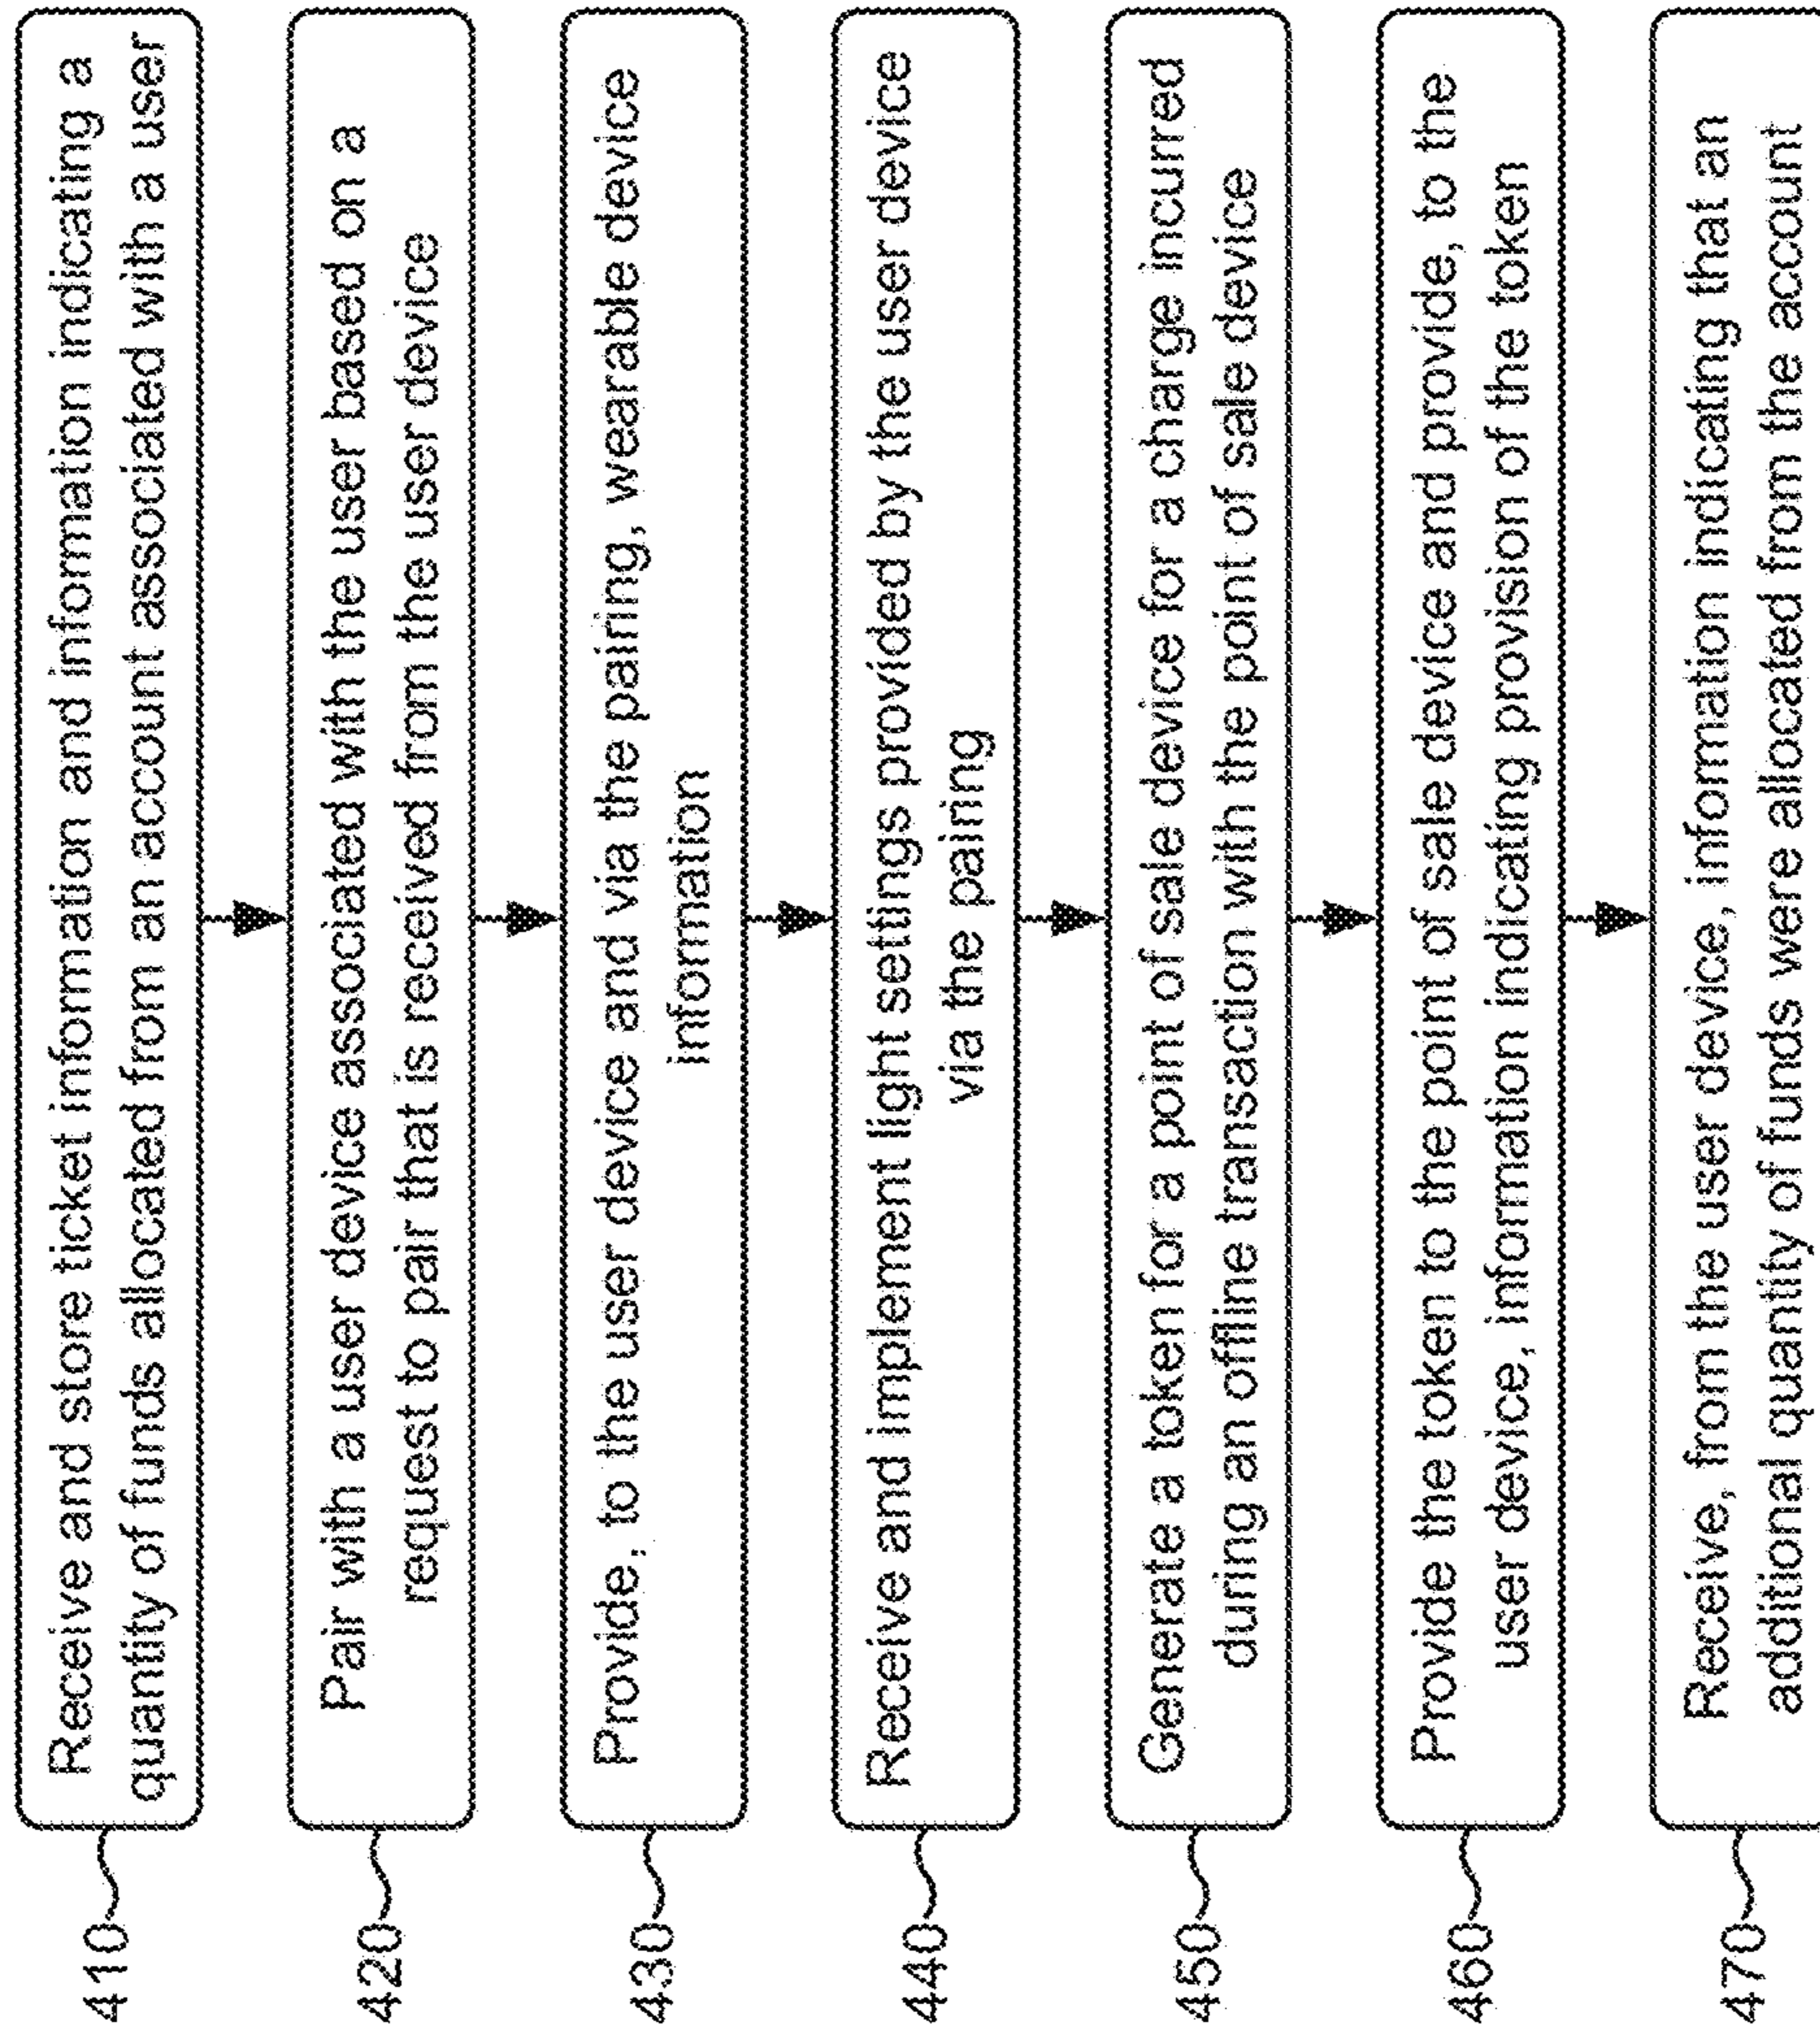 410
Receive and store ticket information and information indicating a
quantity of funds allocated from an account associated with a user
420
Pair with a user device associated with the user based on a
request to pair that is received from the user device
430
Provide, to the user device and via the pairing, wearable device
information
440
Receive and implement light settings provided by the user device
via the pairing
450
Generate a token for a point of sale device for a charge incurred
during an offline transaction with the point of sale device
460
Provide the token to the point of sale device and provide, to the
user device, information indicating provision of the token
470
Receive, from the user device, information indicating that an
additional quantity of funds were allocated from the account